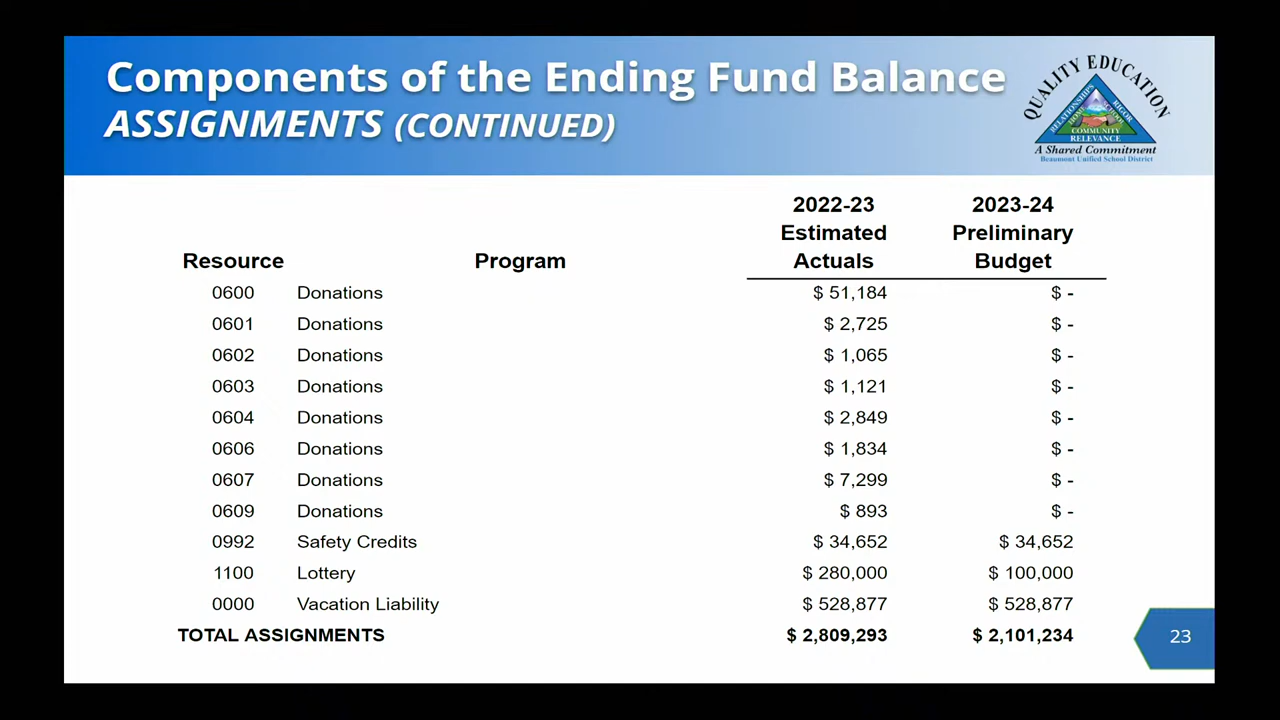 Components of the Ending Fund Balance
ASSIGNMENTS (CONTINUED)
QUALITY EDUCATION
RELATIONSHIPS
RIGOR
COMMUNITY
RELEVANCE
A Shared Commitment
Beaumont Unified School District
2022-23 2023-24
Estimated Preliminary
Resource Program Actuals Budget
0600 Donations $ 51,184 $ -
0601 Donations $ 2,725 $ -
0602 Donations $ 1,065 $ -
0603 Donations $ 1,121 $ -
0604 Donations $ 2,849 $ -
0606 Donations $ 1,834 $ -
0607 Donations $ 7,299 $ -
0609 Donations $ 893 $ -
0992 Safety Credits $ 34,652 $ 34,652
1100 Lottery $ 280,000 $ 100,000
0000 Vacation Liability $ 528,877 $ 528,877
TOTAL ASSIGNMENTS $ 2,809,293 $ 2,101,234
23